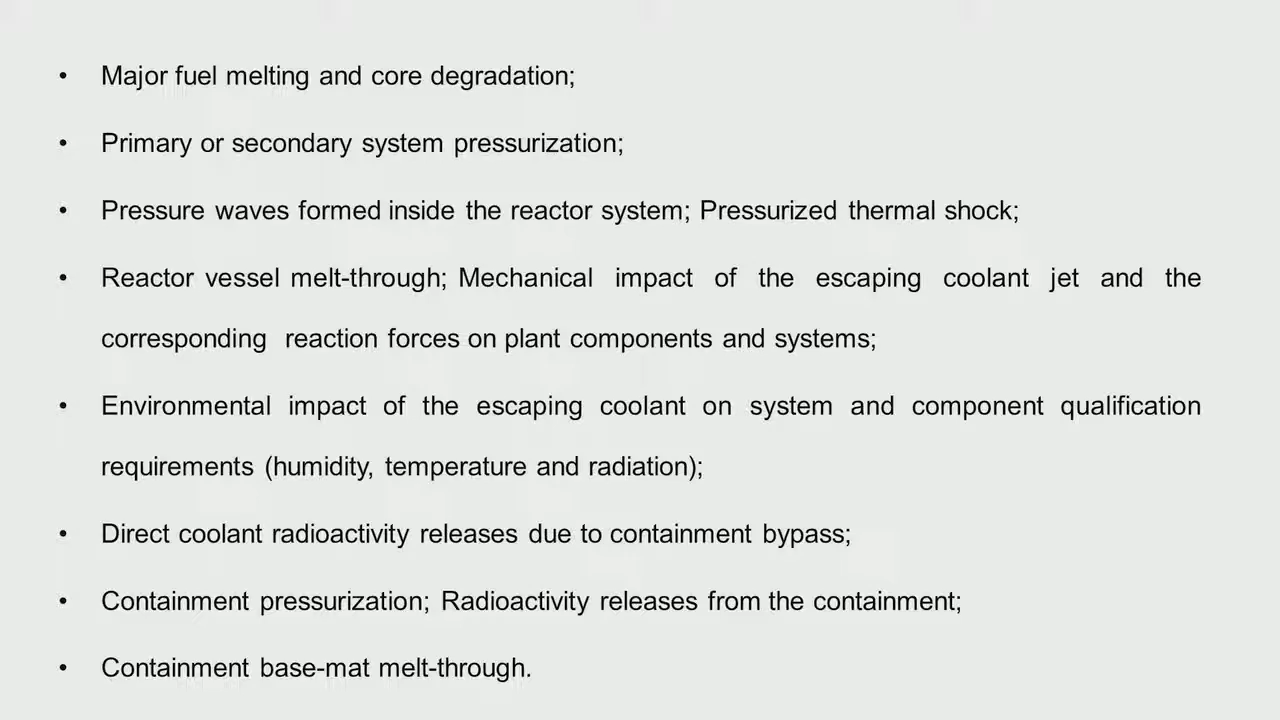 • Major fuel melting and core degradation;
• Primary or secondary system pressurization;
• Pressure waves formed inside the reactor system; Pressurized thermal shock;
• Reactor vessel melt-through; Mechanical impact of the escaping coolant jet and the
corresponding reaction forces on plant components and systems;
• Environmental impact of the escaping coolant on system and component qualification
requirements (humidity, temperature and radiation);
• Direct coolant radioactivity releases due to containment bypass;
• Containment pressurization; Radioactivity releases from the containment;
• Containment base-mat melt-through.